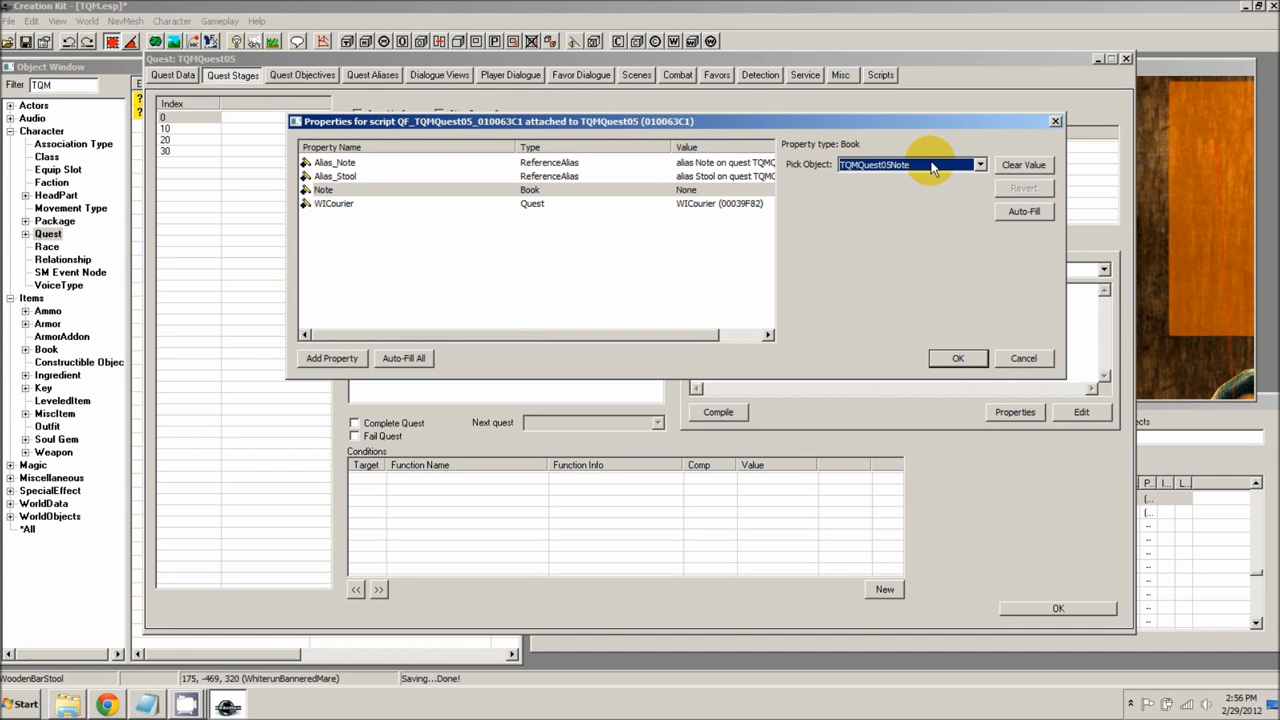 Creation Kit - [TQM.esp]*
File Edit View World NavMesh Character Gameplay Help
Object Window
Filter TQM
Actors
Audio
Character
Association Type
Class
Equip Slot
Faction
HeadPart
Movement Type
Package
Quest
Race
Relationship
SM Event Node
VoiceType
Items
Ammo
Armor
ArmorAddon
Book
Constructible Objec
Ingredient
Key
LeveledItem
MiscItem
Outfit
Soul Gem
Weapon
Magic
Miscellaneous
SpecialEffect
WorldData
WorldObjects
*All
Quest: TQMQuest05
Quest Data Quest Stages Quest Objectives Quest Aliases Dialogue Views Player Dialogue Favor Dialogue Scenes Combat Favors Detection Service Misc Scripts
Index
0
10
20
30
Properties for script QF_TQMQuest05_010063C1 attached to TQMQuest05 (010063C1)
Property Name Type Value
Alias_Note ReferenceAlias alias Note on quest TQMQ
Alias_Stool ReferenceAlias alias Stool on quest TQMQ
Note Book None
WICourier Quest WICourier (00039F82)
Property type: Book
Pick Object: TQMQuest05Note Clear Value
Revert
Auto-Fill
Add Property Auto-Fill All OK Cancel
Compile Properties Edit
Complete Quest Next quest
Fail Quest
Conditions
Target Function Name Function Info Comp Value
<< >> New
OK
P.. I... L...
WoodenBarStool 175, -469, 320 (WhiterunBanneredMare) Saving...Done!
Start
2:56 PM
2/29/2012